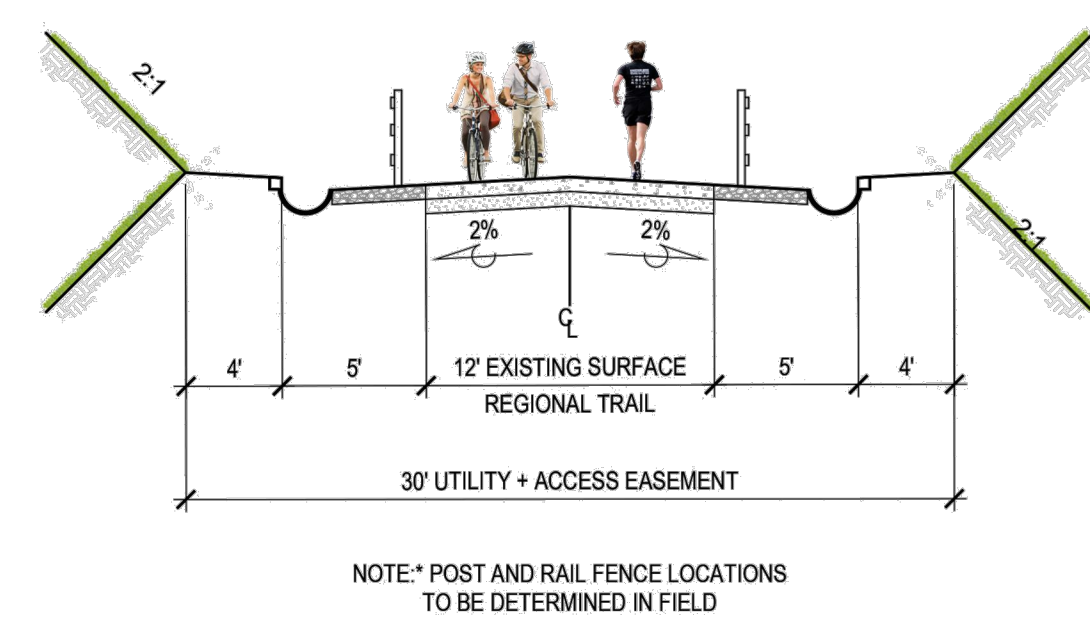 2:1
2:1
2% 2%
CL
4' 5' 12' EXISTING SURFACE 5' 4'
REGIONAL TRAIL
30' UTILITY + ACCESS EASEMENT
NOTE:* POST AND RAIL FENCE LOCATIONS
TO BE DETERMINED IN FIELD